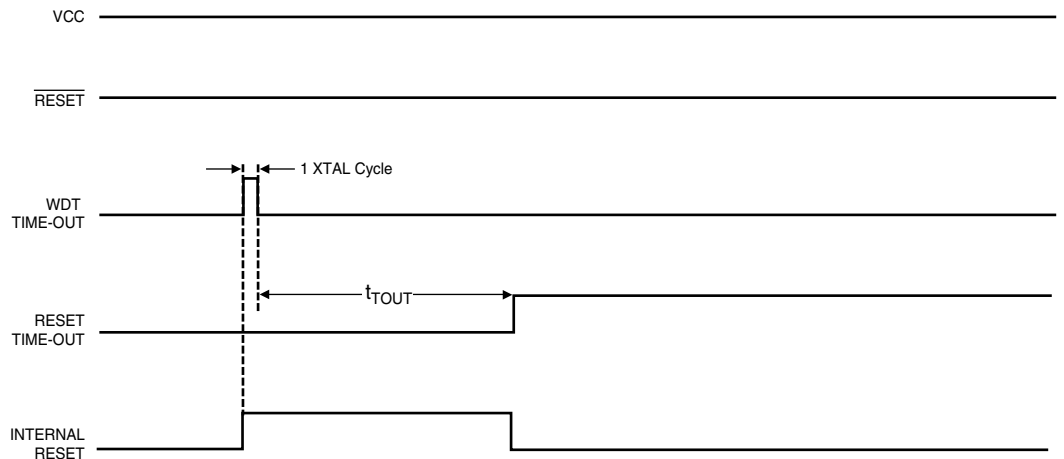 VCC
RESET
1 XTAL Cycle
WDT
TIME-OUT
tTOUT
RESET
TIME-OUT
INTERNAL
RESET